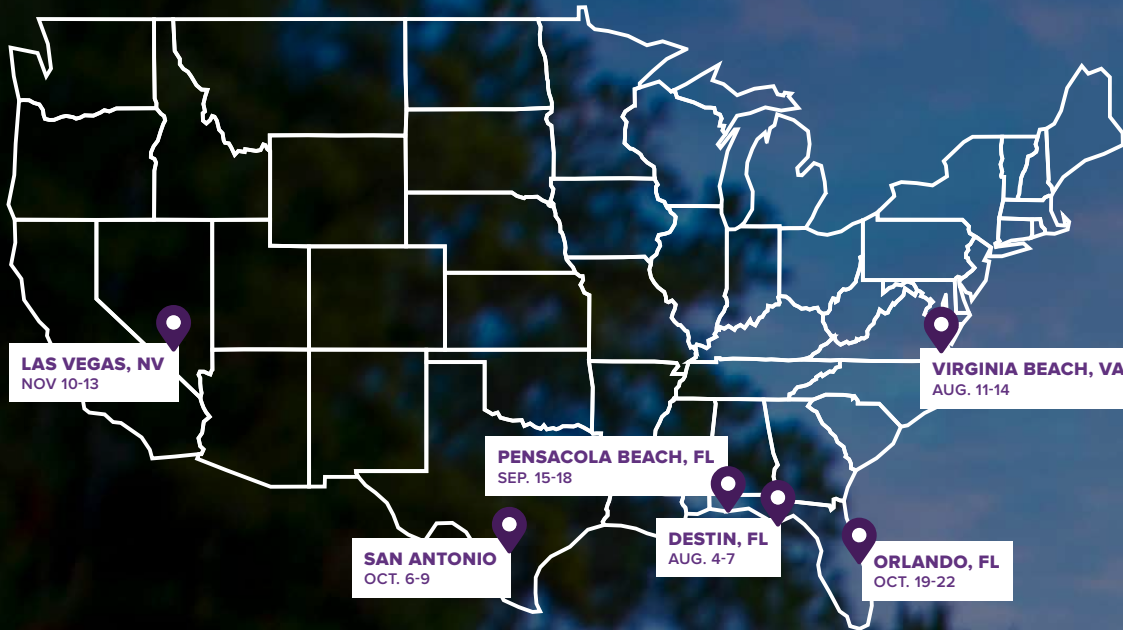 LAS VEGAS, NV
NOV 10-13
VIRGINIA BEACH, VA
AUG. 11-14
PENSACOLA BEACH, FL
SEP. 15-18
DESTIN, FL
AUG. 4-7
SAN ANTONIO
OCT. 6-9
ORLANDO, FL
OCT. 19-22